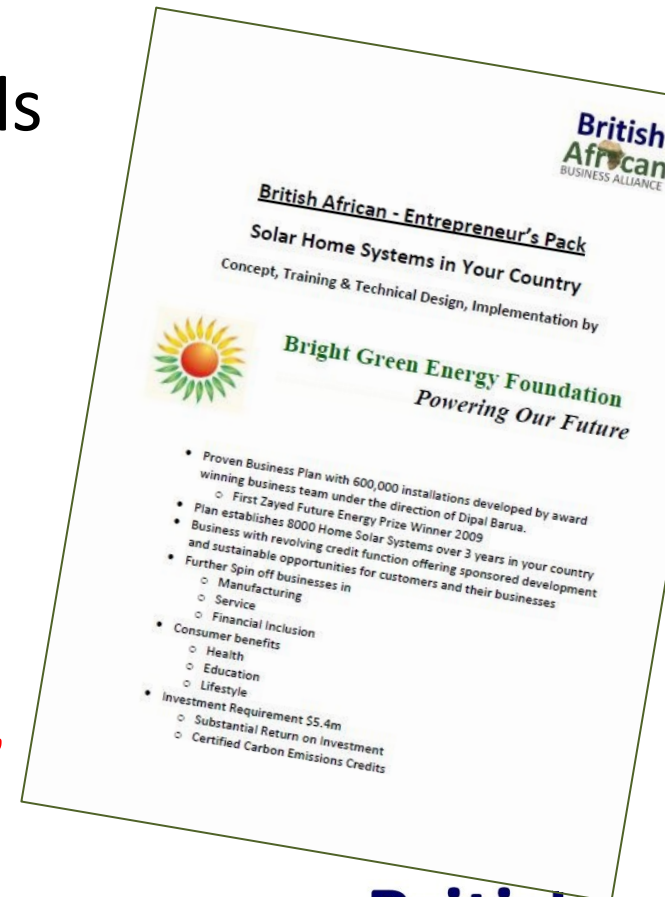 ls
British
African
BUSINESS ALLIANCE
British African - Entrepreneur's Pack
Solar Home Systems in Your Country
Concept, Training & Technical Design, Implementation by
Bright Green Energy Foundation
Powering Our Future
• Proven Business Plan with 600,000 installations developed by award
winning business team under the direction of Dipal Barua.
○ First Zayed Future Energy Prize Winner 2009
• Plan establishes 8000 Home Solar Systems over 3 years in your country
• Business with revolving credit function offering sponsored development
and sustainable opportunities for customers and their businesses
• Further Spin off businesses in
○ Manufacturing
○ Service
○ Financial Inclusion
• Consumer benefits
○ Health
○ Education
○ Lifestyle
• Investment Requirement $5.4m
○ Substantial Return on Investment
○ Certified Carbon Emissions Credits